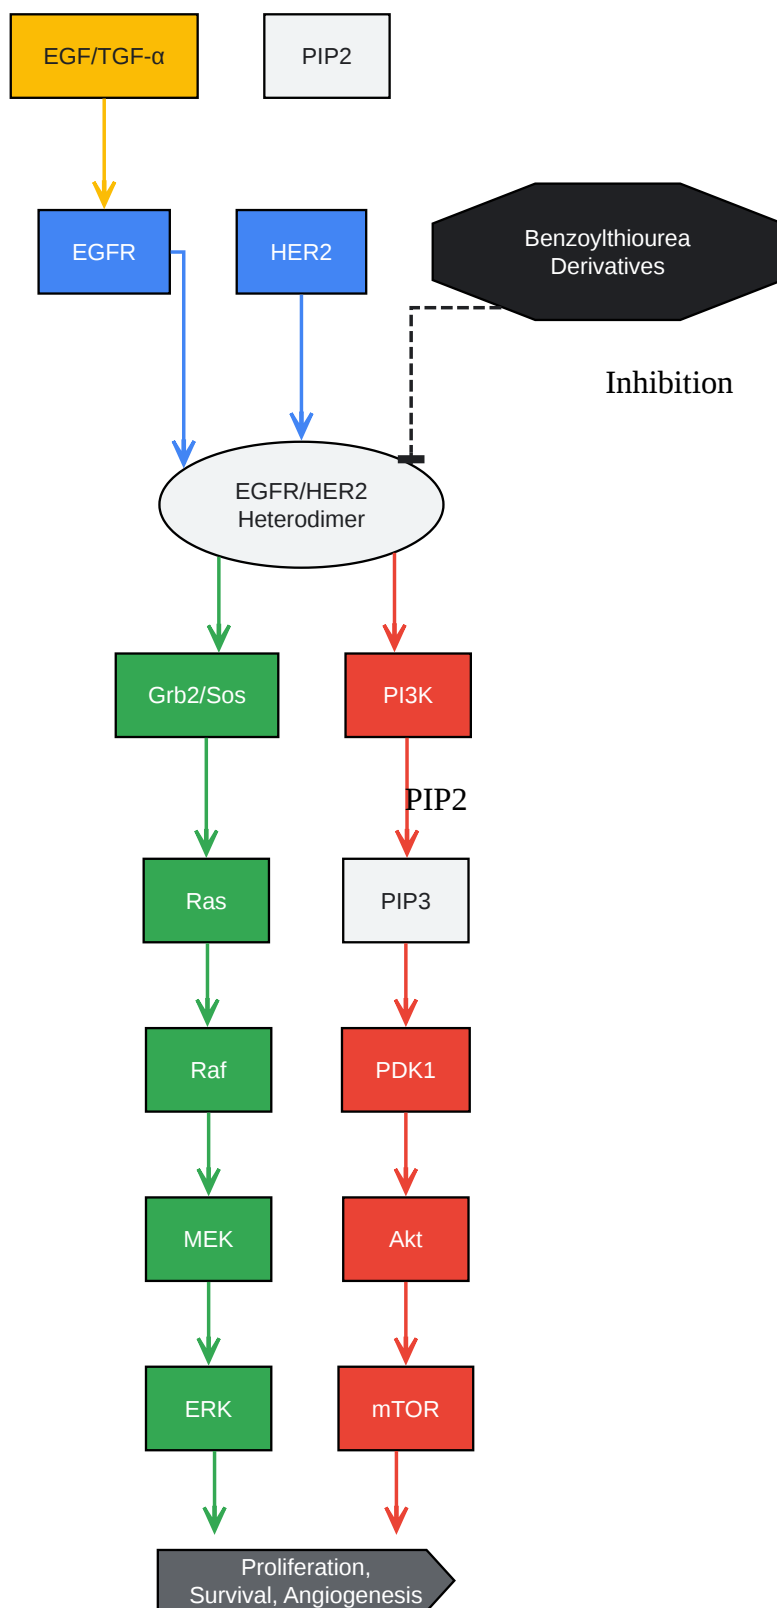 EGF/TGF-α
PIP2
EGFR
HER2
Benzoylthiourea
Derivatives
Inhibition
EGFR/HER2
Heterodimer
Grb2/Sos
PI3K
PIP2
Ras
PIP3
Raf
PDK1
MEK
Akt
ERK
mTOR
Proliferation,
Survival, Angiogenesis